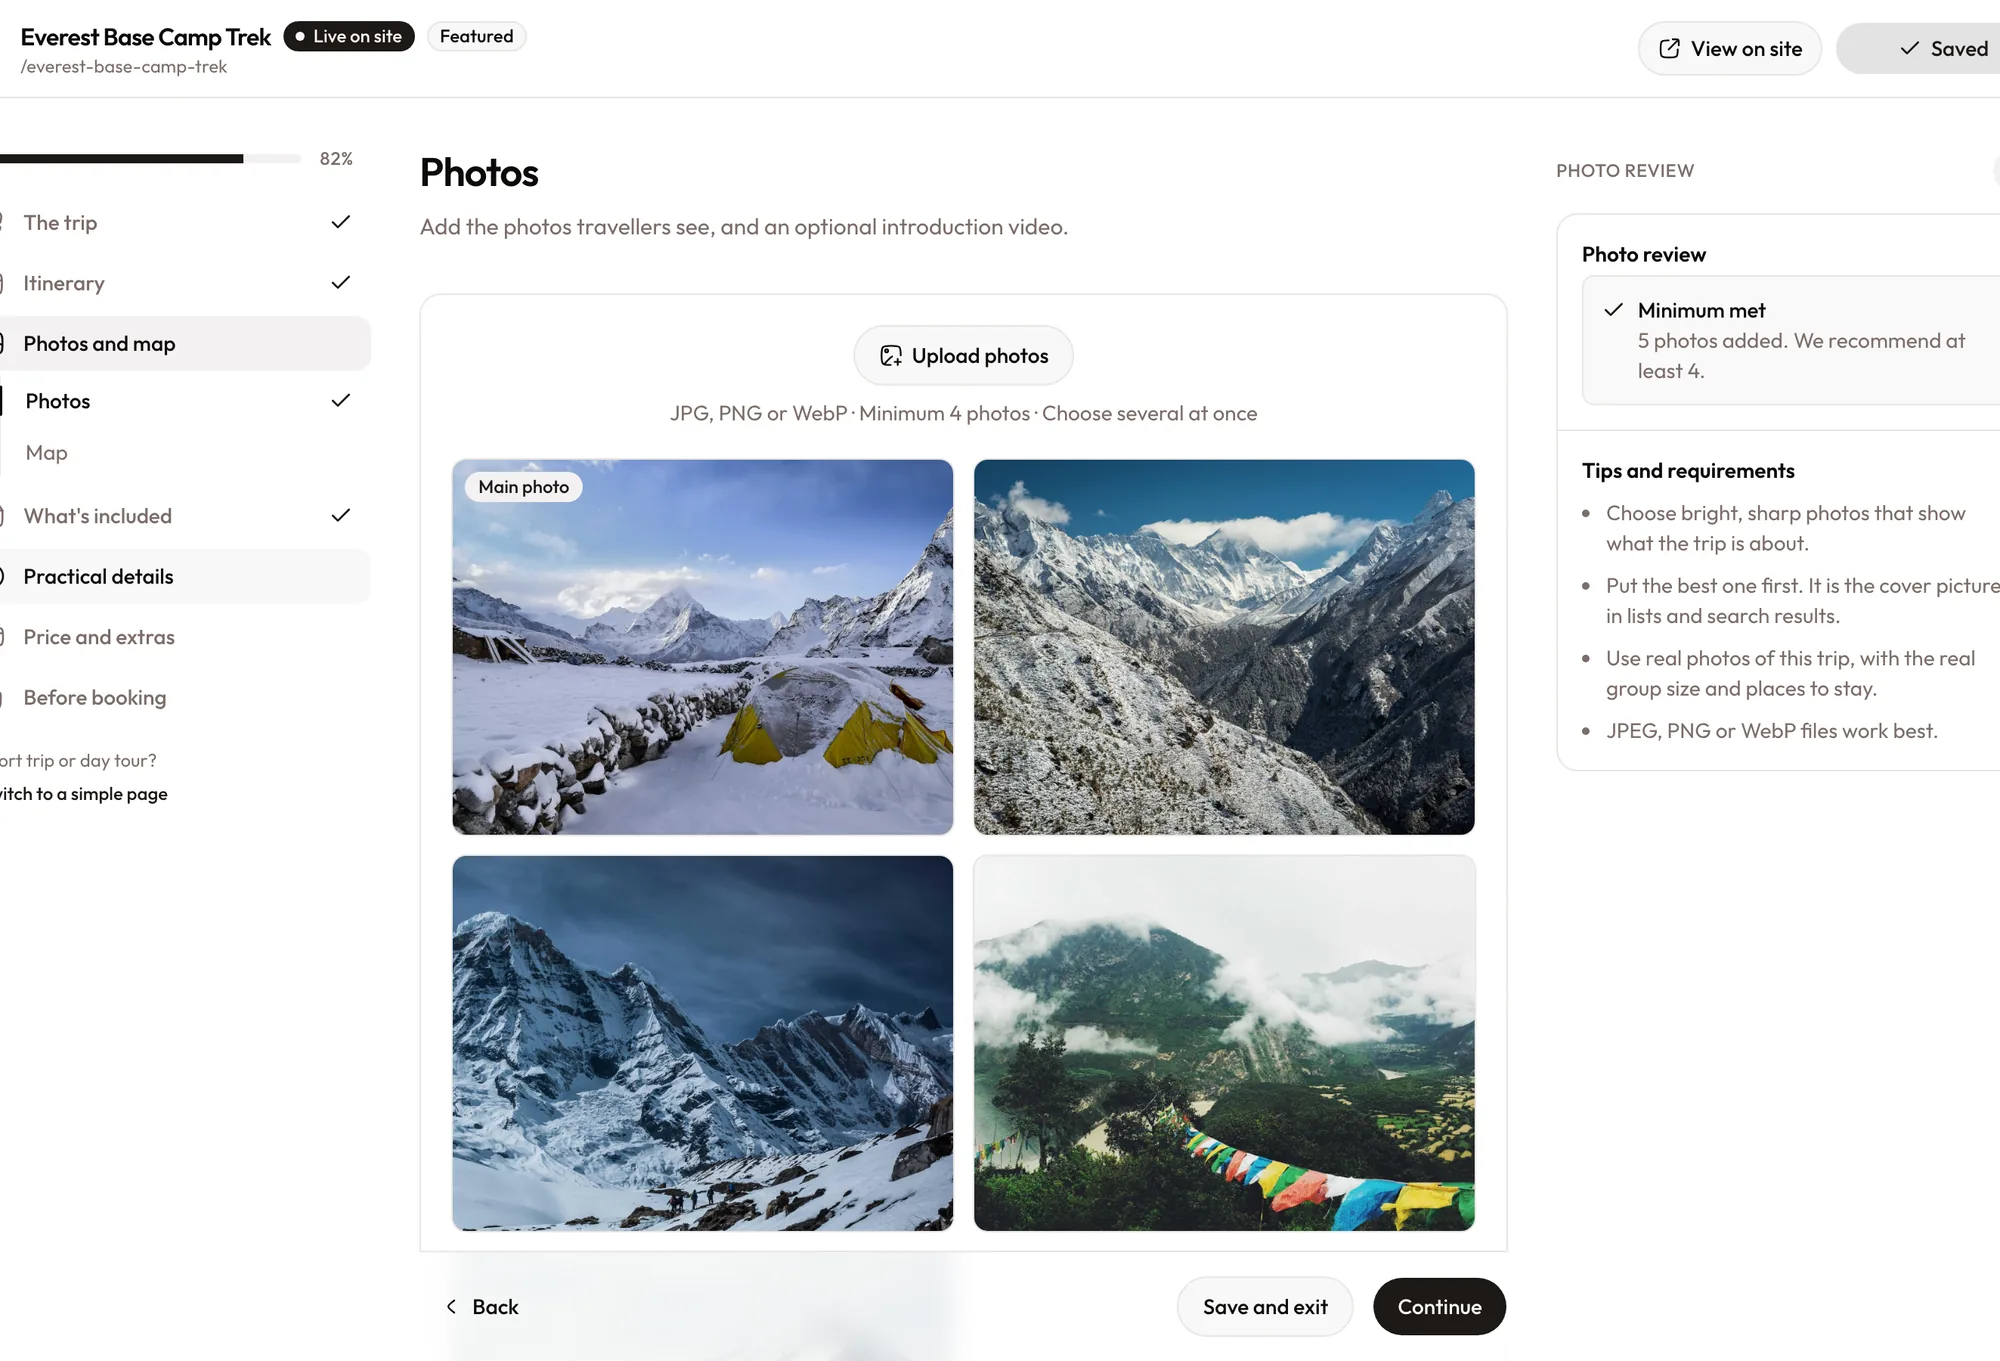 Everest Base Camp Trek
Live on site
Featured
/everest-base-camp-trek
View on site
Saved
82%
The trip
Itinerary
Photos and map
Photos
Map
What's included
Practical details
Price and extras
Before booking
ort trip or day tour?
itch to a simple page
Photos
Add the photos travellers see, and an optional introduction video.
Upload photos
JPG, PNG or WebP · Minimum 4 photos · Choose several at once
Main photo
Back
Save and exit
Continue
PHOTO REVIEW
Photo review
Minimum met
5 photos added. We recommend at
least 4.
Tips and requirements
• Choose bright, sharp photos that show
what the trip is about.
• Put the best one first. It is the cover picture
in lists and search results.
• Use real photos of this trip, with the real
group size and places to stay.
• JPEG, PNG or WebP files work best.